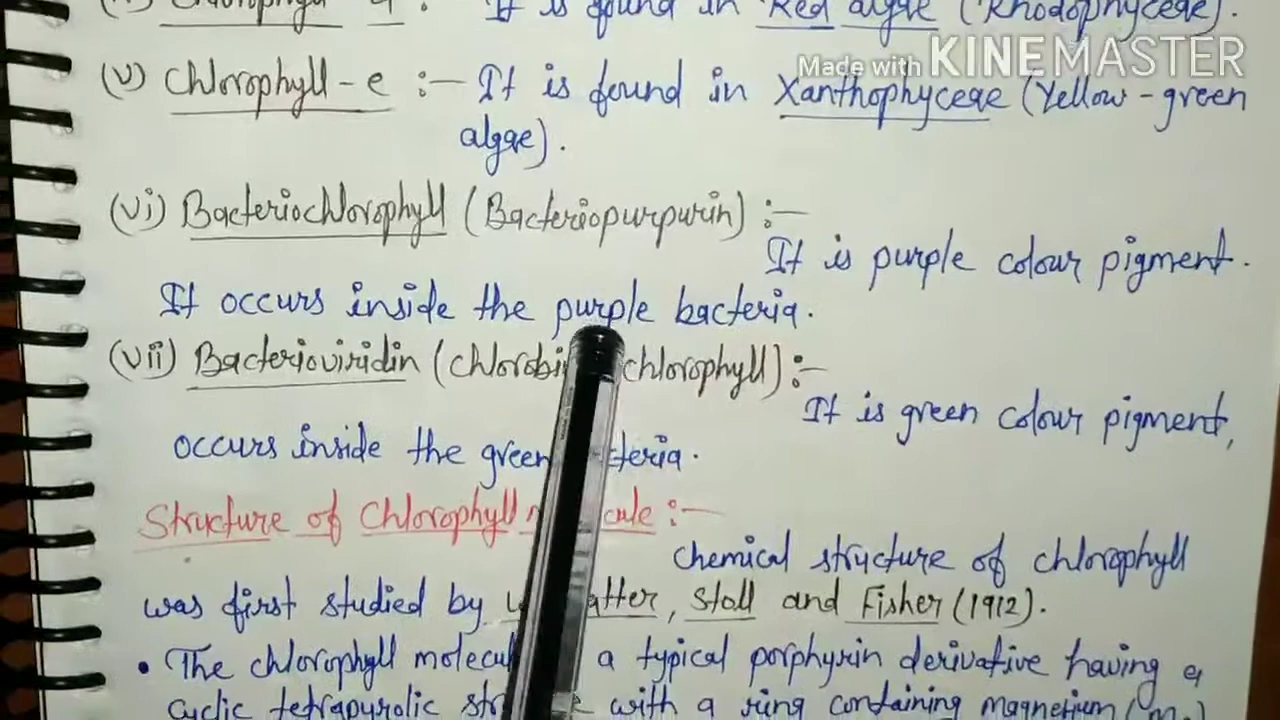 It is found in Red algae (Rhodophyceae).
Made with KINEMASTER
(v) Chlorophyll - e :— It is found in Xanthophyceae (Yellow - green
algae).
(vi) Bacteriochlorophyll (Bacteriopurpurin) :—
It is purple colour pigment.
It occurs inside the purple bacteria.
(vii) Bacterioviridin ( chlorophyll) :—
It is green colour pigment,
occurs inside the green
Structure of Chlorophyll :—
Chemical structure of chlorophyll
was first studied by , Stoll and Fisher (1912).
• The chlorophyll a typical porphyrin derivative having a
cyclic tetrapyrolic with a ring containing magnetium